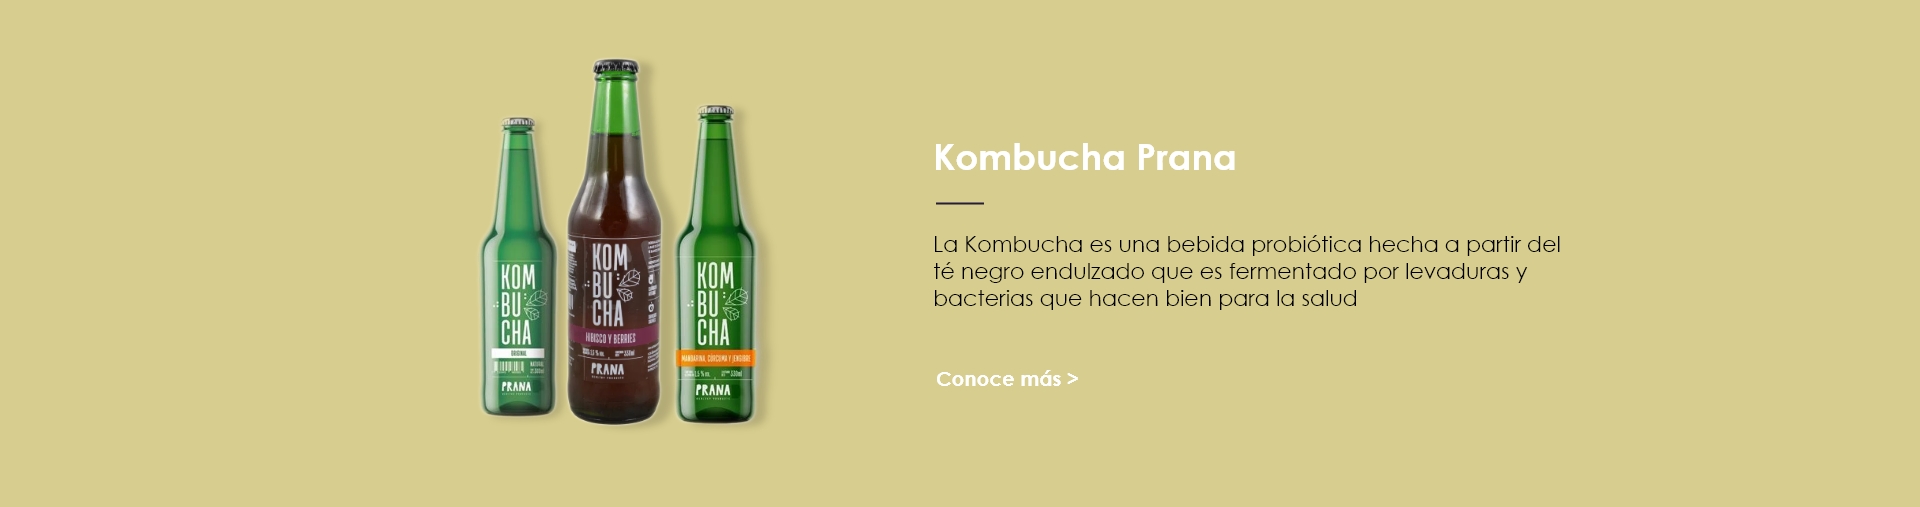 KOM
BU
CHA
ORIGINAL
PRANA
KOM
BU
CHA
HIBISCO Y BERRIES
330ml
PRANA
KOM
BU
CHA
MANDARINA, CÚRCUMA Y JENGIBRE
330ml
PRANA
Kombucha Prana
La Kombucha es una bebida probiótica hecha a partir del
té negro endulzado que es fermentado por levaduras y
bacterias que hacen bien para la salud
Conoce más >